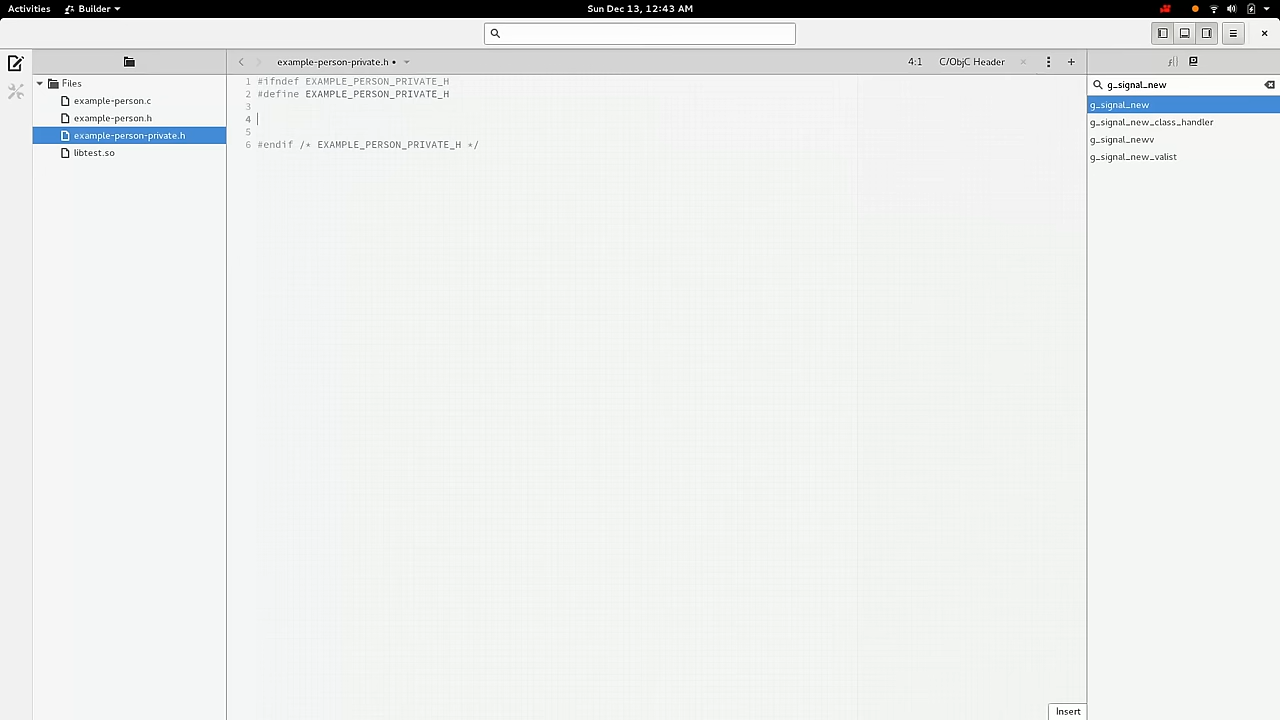 Activities Builder Sun Dec 13, 12:43 AM
example-person-private.h • 4:1 C/ObjC Header
Files
example-person.c
example-person.h
example-person-private.h
libtest.so
1 #ifndef EXAMPLE_PERSON_PRIVATE_H
2 #define EXAMPLE_PERSON_PRIVATE_H
3
4
5
6 #endif /* EXAMPLE_PERSON_PRIVATE_H */
g_signal_new
g_signal_new
g_signal_new_class_handler
g_signal_newv
g_signal_new_valist
Insert